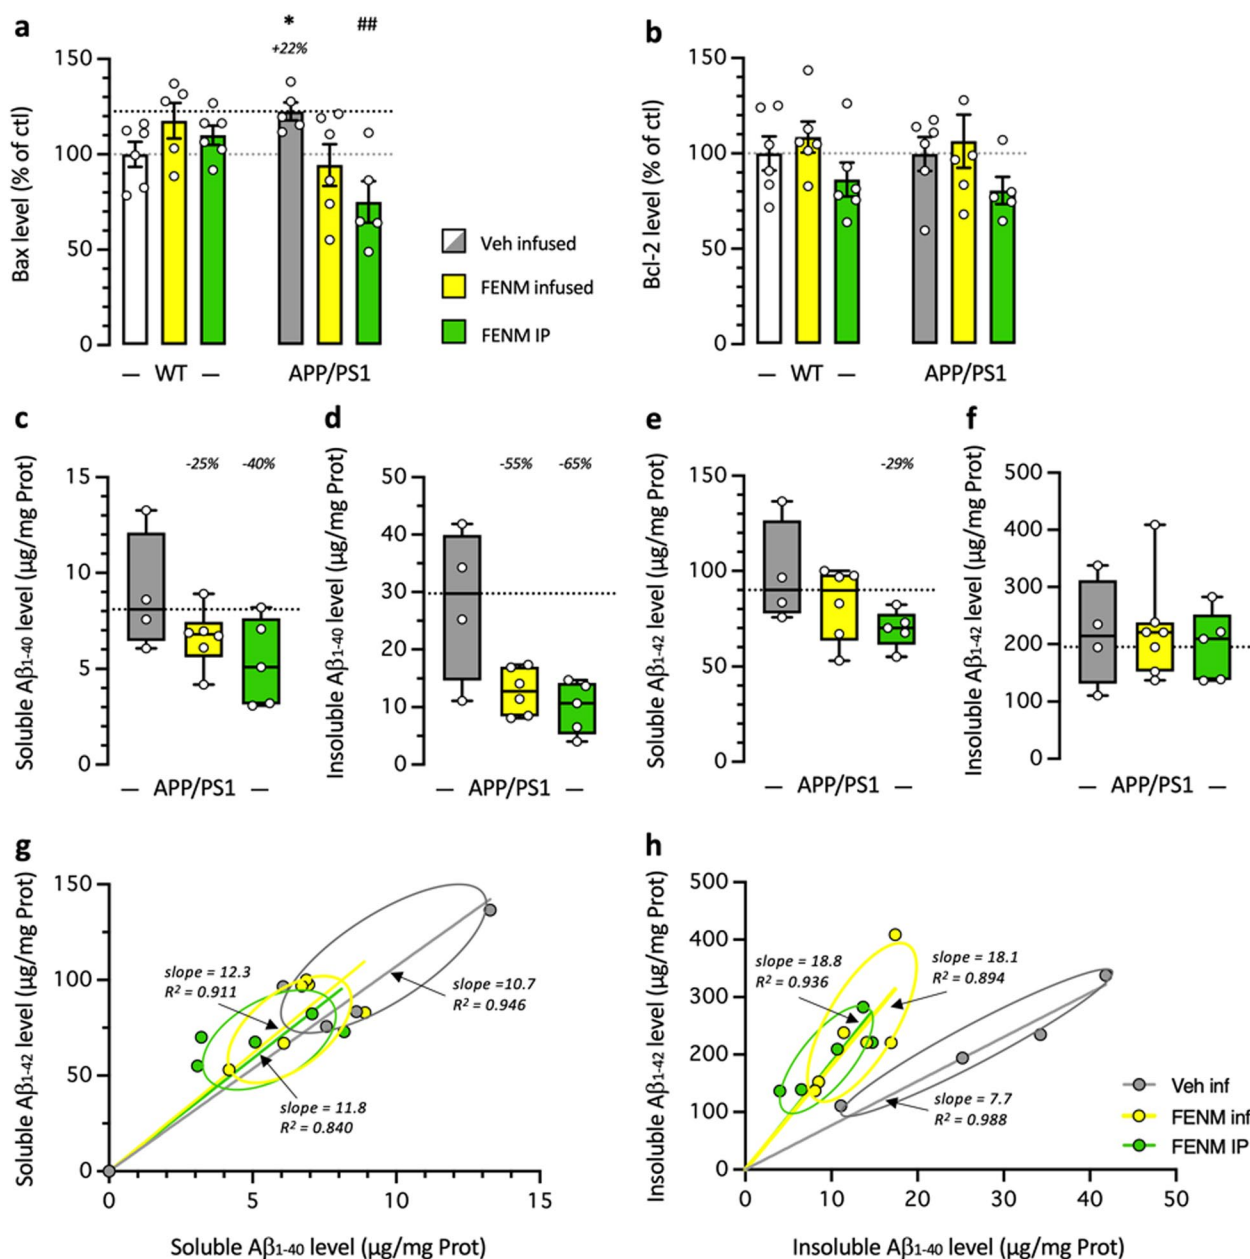 a
*
##
+22%
Bax level (% of ctl)
150
100
50
0
— WT —
APP/PS1
Veh infused
FENM infused
FENM IP
b
Bcl-2 level (% of ctl)
150
100
50
0
— WT —
APP/PS1
c
-25% -40%
Soluble Aβ1-40 level (μg/mg Prot)
15
10
5
0
— APP/PS1 —
d
-55% -65%
Insoluble Aβ1-40 level (μg/mg Prot)
50
40
30
20
10
0
— APP/PS1 —
e
-29%
Soluble Aβ1-42 level (μg/mg Prot)
150
100
50
0
— APP/PS1 —
f
Insoluble Aβ1-42 level (μg/mg Prot)
500
400
300
200
100
0
— APP/PS1 —
g
Soluble Aβ1-42 level (μg/mg Prot)
150
100
50
0
slope = 12.3
R² = 0.911
slope =10.7
R² = 0.946
slope = 11.8
R² = 0.840
0 5 10 15
Soluble Aβ1-40 level (μg/mg Prot)
h
Insoluble Aβ1-42 level (μg/mg Prot)
500
400
300
200
100
0
slope = 18.8
R² = 0.936
slope = 18.1
R² = 0.894
slope = 7.7
R² = 0.988
Veh inf
FENM inf
FENM IP
0 10 20 30 40 50
Insoluble Aβ1-40 level (μg/mg Prot)